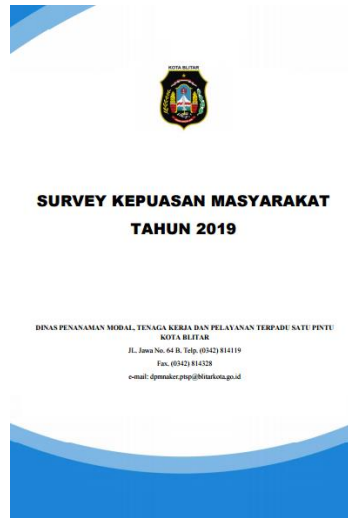 KOTA BLITAR
SURVEY KEPUASAN MASYARAKAT
TAHUN 2019
DINAS PENANAMAN MODAL, TENAGA KERJA DAN PELAYANAN TERPADU SATU PINTU
KOTA BLITAR
JL. Jawa No. 64 B, Telp. (0342) 814119
Fax. (0342) 814328
e-mail: dpmnaker.ptsp@blitarkota.go.id